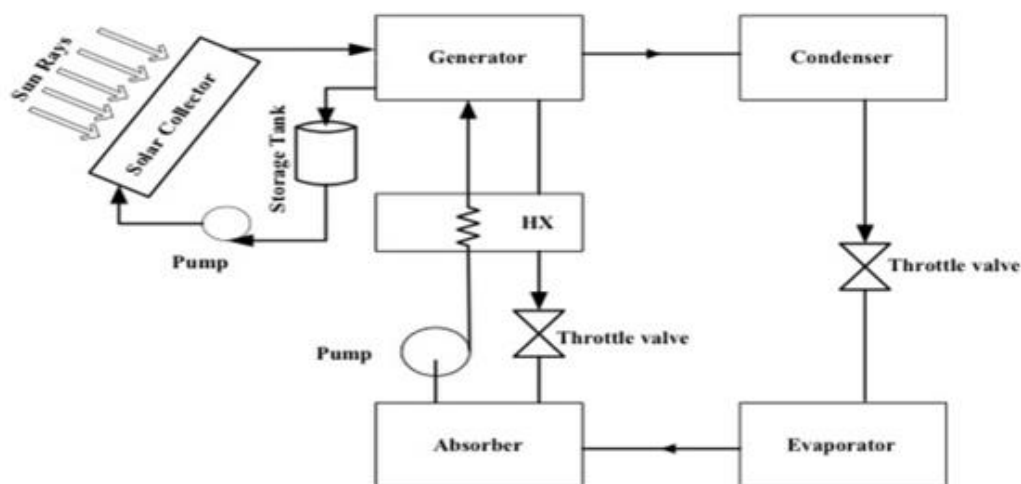 Sun Rays
Solar Collector
Storage Tank
Pump
Generator
Condenser
HX
Throttle valve
Pump
Throttle valve
Absorber
Evaporator